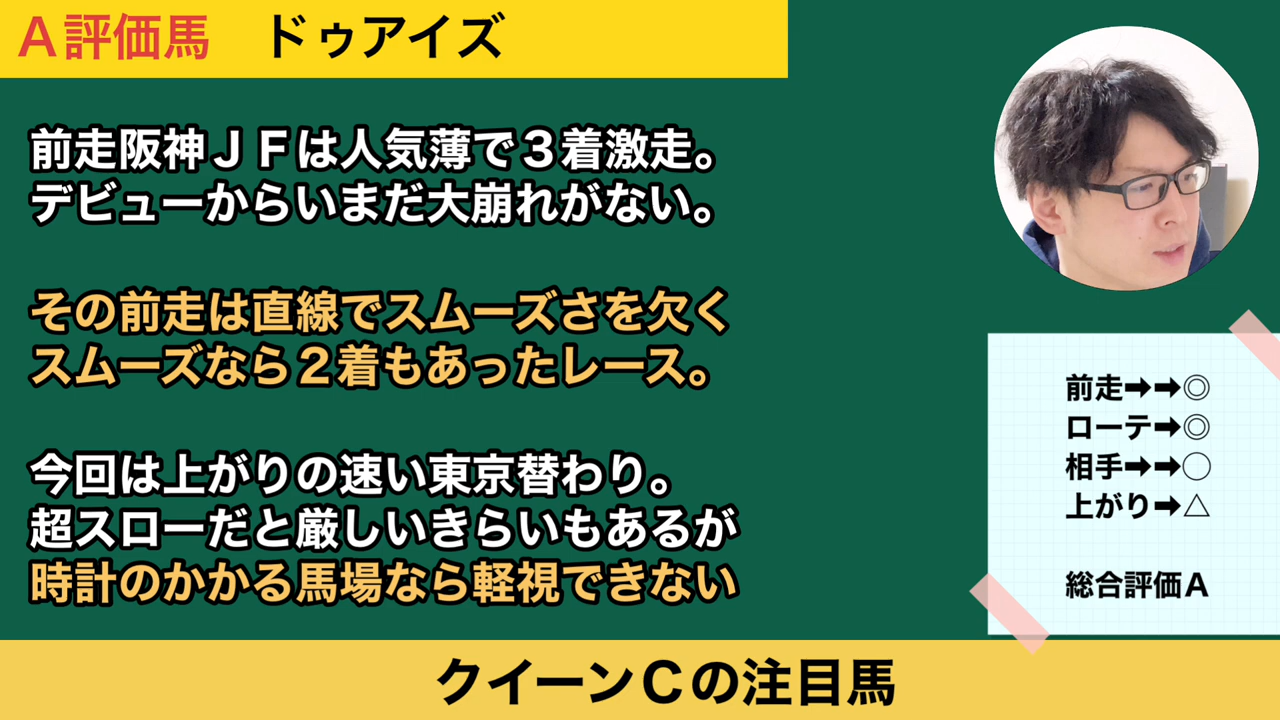 Ａ評価馬　ドゥアイズ
前走阪神ＪＦは人気薄で３着激走。
デビューからいまだ大崩れがない。
その前走は直線でスムーズさを欠く
スムーズなら２着もあったレース。
今回は上がりの速い東京替わり。
超スローだと厳しいきらいもあるが
時計のかかる馬場なら軽視できない
前走➡➡◎
ローテ➡◎
相手➡➡◯
上がり➡△
総合評価Ａ
クイーンＣの注目馬